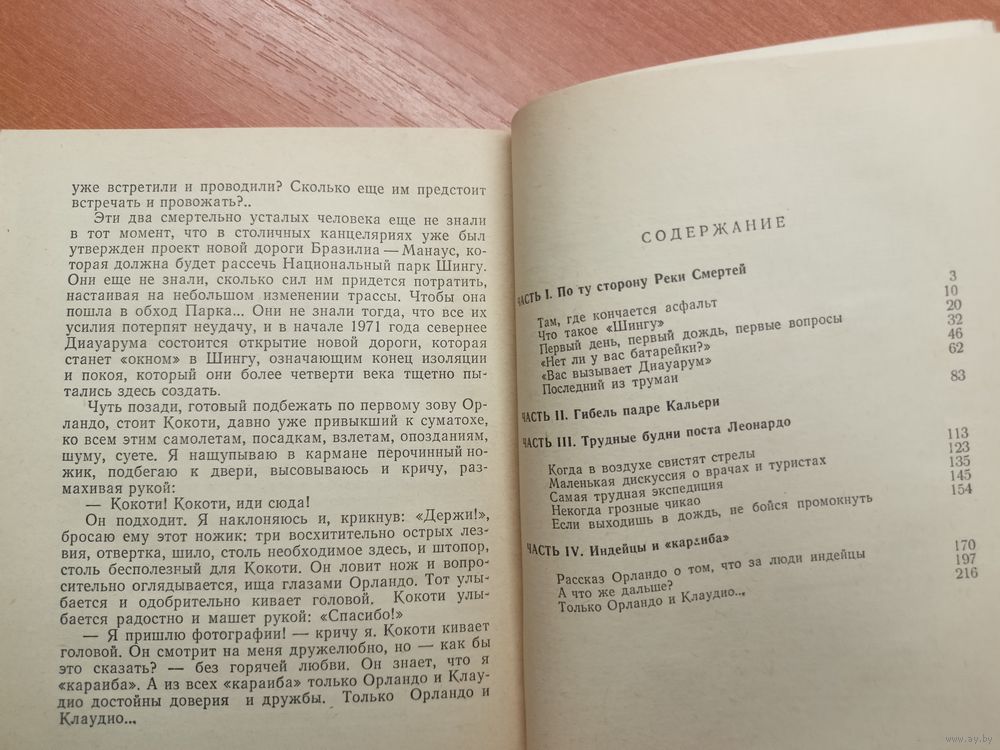 уже встретили и проводили? Сколько еще им предстоит
встречать и провожать?..
Эти два смертельно усталых человека еще не знали
в тот момент, что в столичных канцеляриях уже был
утвержден проект новой дороги Бразилиа — Манаус, ко-
торая должна будет рассечь Национальный парк Шингу.
Они еще не знали, сколько сил им придется потратить,
настаивая на небольшом изменении трассы. Чтобы она
пошла в обход Парка... Они не знали тогда, что все их
усилия потерпят неудачу, и в начале 1971 года севернее
Диауарума состоится открытие новой дороги, которая
станет «окном» в Шингу, означающим конец изоляции
и покоя, который они более четверти века тщетно пы-
тались здесь создать.
Чуть позади, готовый подбежать по первому зову Ор-
ландо, стоит Кокоти, давно уже привыкший к суматохе,
ко всем этим самолетам, посадкам, взлетам, опозданиям,
шуму, суете. Я нащупываю в кармане перочинный но-
жик, подбегаю к двери, высовываюсь и кричу, раз-
махивая рукой:
— Кокоти! Кокоти, иди сюда!
Он подходит. Я наклоняюсь и, крикнув: «Держи!»,
бросаю ему этот ножик: три восхитительно острых лез-
вия, отвертка, шило, столь необходимое здесь, и штопор,
столь бесполезный для Кокоти. Он ловит нож и вопро-
сительно оглядывается, ища глазами Орландо. Тот улы-
бается и одобрительно кивает головой. Кокоти улы-
бается радостно и машет рукой: «Спасибо!»
— Я пришлю фотографии! — кричу я. Кокоти кивает
головой. Он смотрит на меня дружелюбно, но — как бы
это сказать? — без горячей любви. Он знает, что я
«караиба». А из всех «караиба» только Орландо и Клау-
дио достойны доверия и дружбы. Только Орландо и
Клаудио...
СОДЕРЖАНИЕ
ЧАСТЬ I. По ту сторону Реки Смертей 3
Там, где кончается асфальт 10
Что такое «Шингу» 20
Первый день, первый дождь, первые вопросы 32
«Нет ли у вас батарейки?» 46
«Вас вызывает Диауарум» 62
Последний из трумаи
ЧАСТЬ II. Гибель падре Кальери 83
ЧАСТЬ III. Трудные будни поста Леонардо
Когда в воздухе свистят стрелы 113
Маленькая дискуссия о врачах и туристах 123
Самая трудная экспедиция 135
Некогда грозные чикао 145
Если выходишь в дождь, не бойся промокнуть 154
ЧАСТЬ IV. Индейцы и «караиба»
Рассказ Орландо о том, что за люди индейцы 170
А что же дальше? 197
Только Орландо и Клаудио... 216
www.ay.by